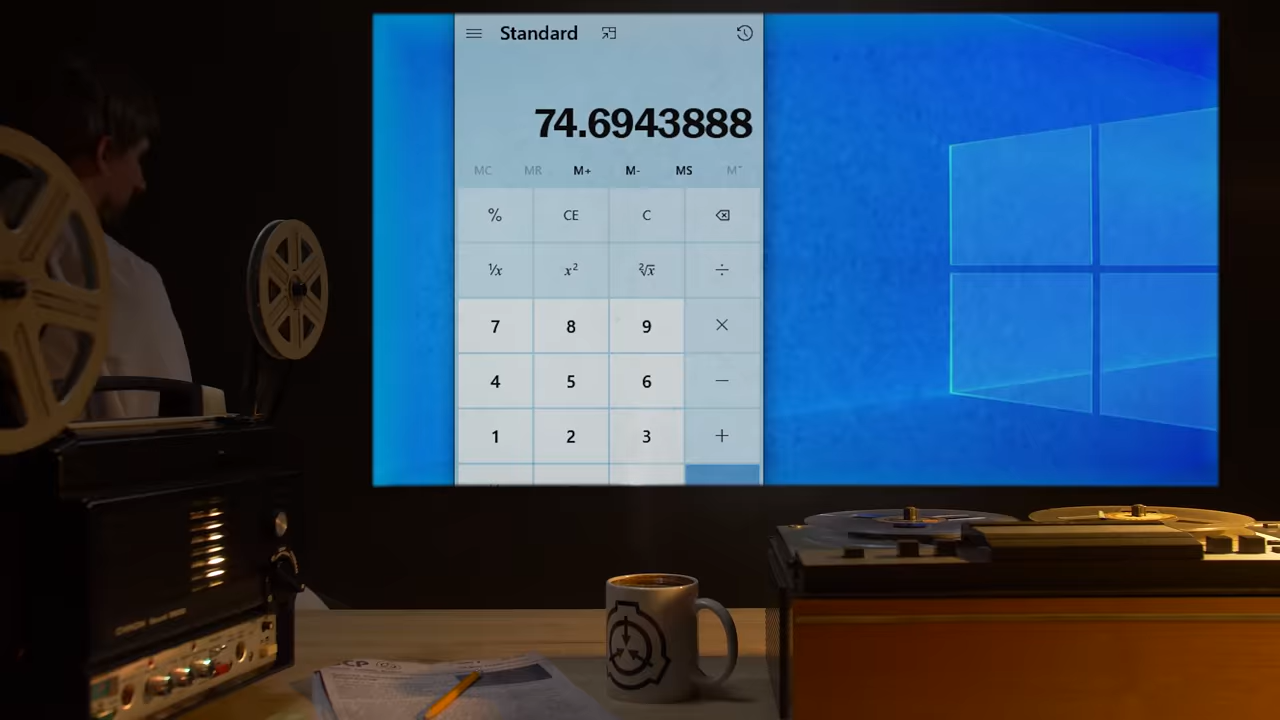 Standard
74.6943888
MC MR M+ M- MS M˅
% CE C
¹/x x² ²√x ÷
7 8 9 ×
4 5 6 −
1 2 3 +